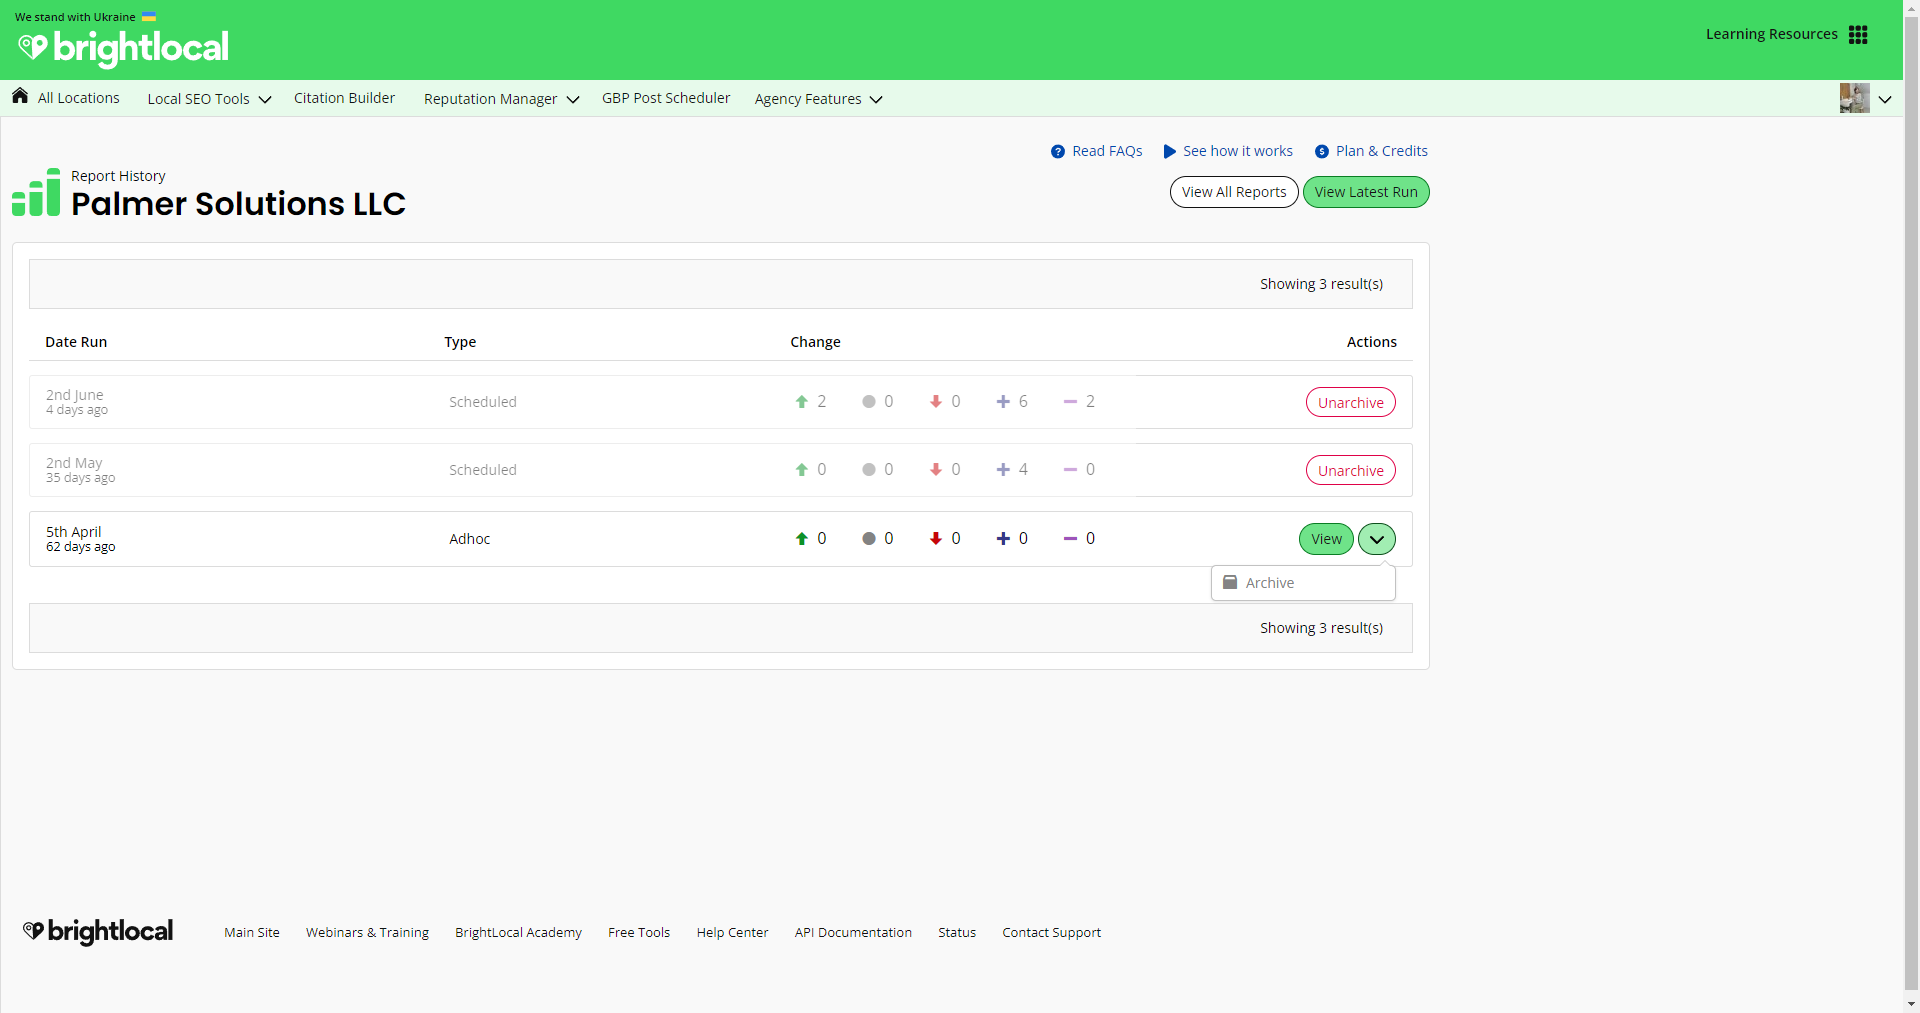 We stand with Ukraine
brightlocal
Learning Resources
All Locations
Local SEO Tools
Citation Builder
Reputation Manager
GBP Post Scheduler
Agency Features
Read FAQs
See how it works
Plan & Credits
Report History
Palmer Solutions LLC
View All Reports
View Latest Run
Showing 3 result(s)
Date Run Type Change Actions
2nd June
4 days ago
Scheduled 2 0 0 6 2 Unarchive
2nd May
35 days ago
Scheduled 0 0 0 4 0 Unarchive
5th April
62 days ago
Adhoc 0 0 0 0 0 View
Archive
Showing 3 result(s)
brightlocal
Main Site Webinars & Training BrightLocal Academy Free Tools Help Center API Documentation Status Contact Support